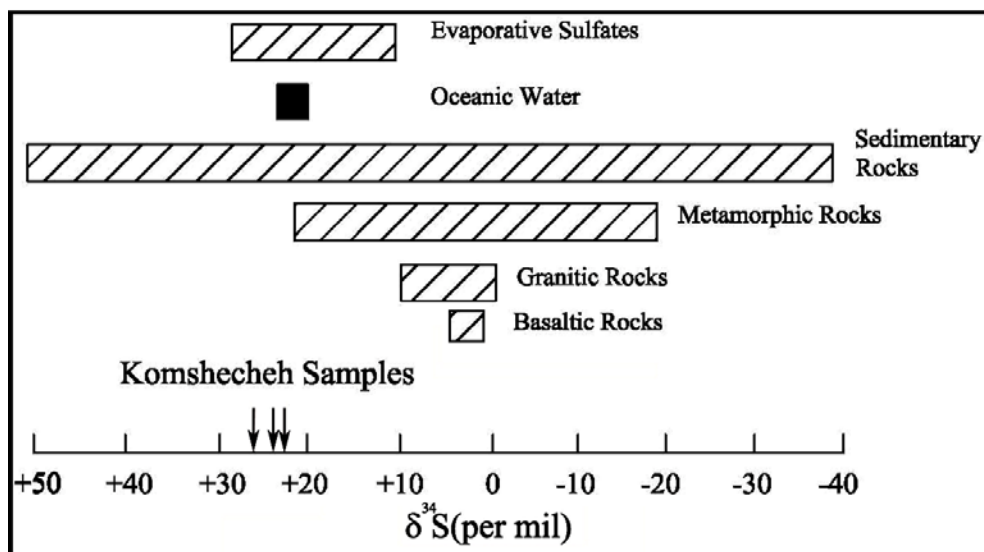 Evaporative Sulfates
Oceanic Water
Sedimentary
Rocks
Metamorphic Rocks
Granitic Rocks
Basaltic Rocks
Komshecheh Samples
+50 +40 +30 +20 +10 0 -10 -20 -30 -40
δ³⁴S(per mil)